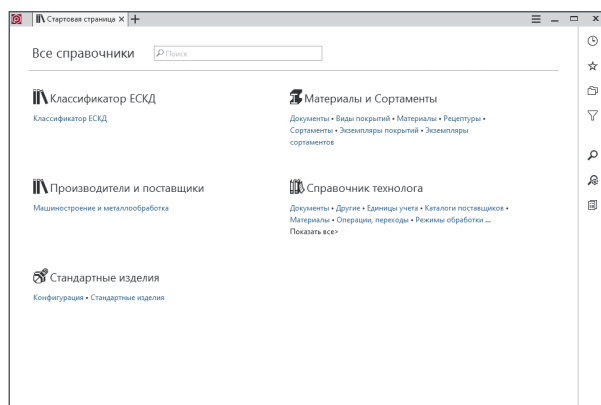 Стартовая страница
Все справочники
Поиск
Классификатор ЕСКД
Классификатор ЕСКД
Материалы и Сортаменты
Документы • Виды покрытий • Материалы • Рецептуры •
Сортаменты • Экземпляры покрытий • Экземпляры
сортаментов
Производители и поставщики
Машиностроение и металлообработка
Справочник технолога
Документы • Другие • Единицы учета • Каталоги поставщиков •
Материалы • Операции, переходы • Режимы обработки ...
Показать все>
Стандартные изделия
Конфигурация • Стандартные изделия